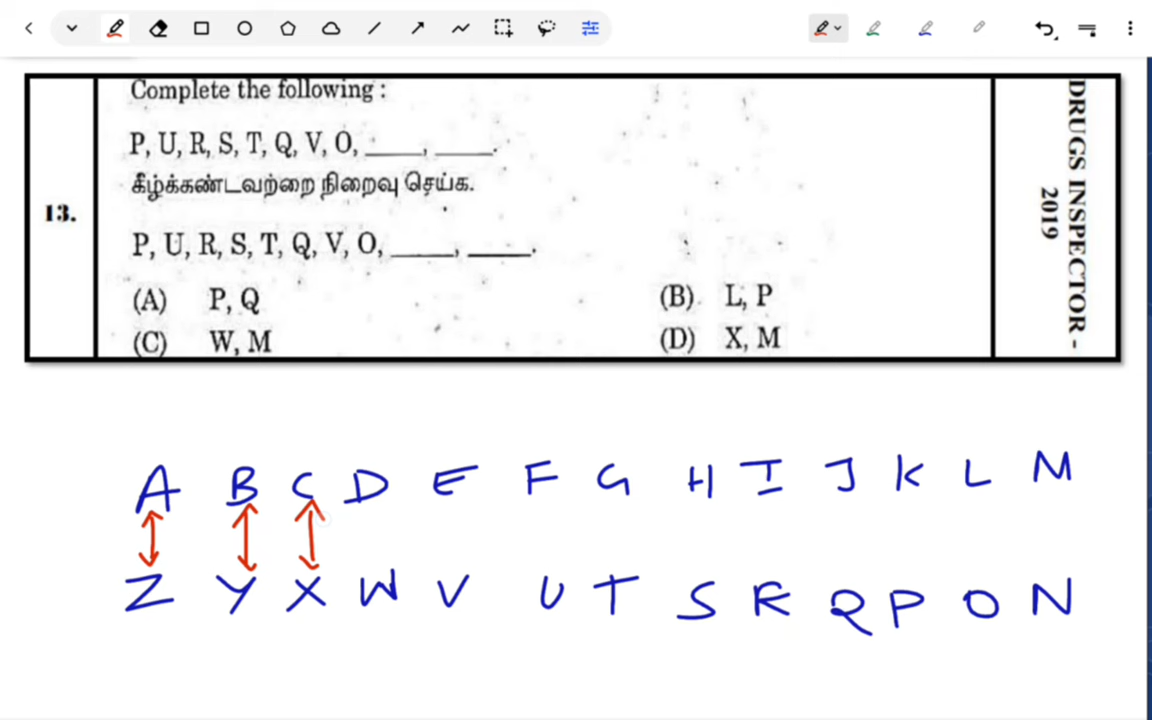 Complete the following :
P, U, R, S, T, Q, V, O, ____, ____.
கீழ்க்கண்டவற்றை நிறைவு செய்க.
13.
P, U, R, S, T, Q, V, O, ____, ____.
(A) P, Q (B) L, P
(C) W, M (D) X, M
DRUGS INSPECTOR -
2019
A B C D E F G H I J K L M
Z Y X W V U T S R Q P O N